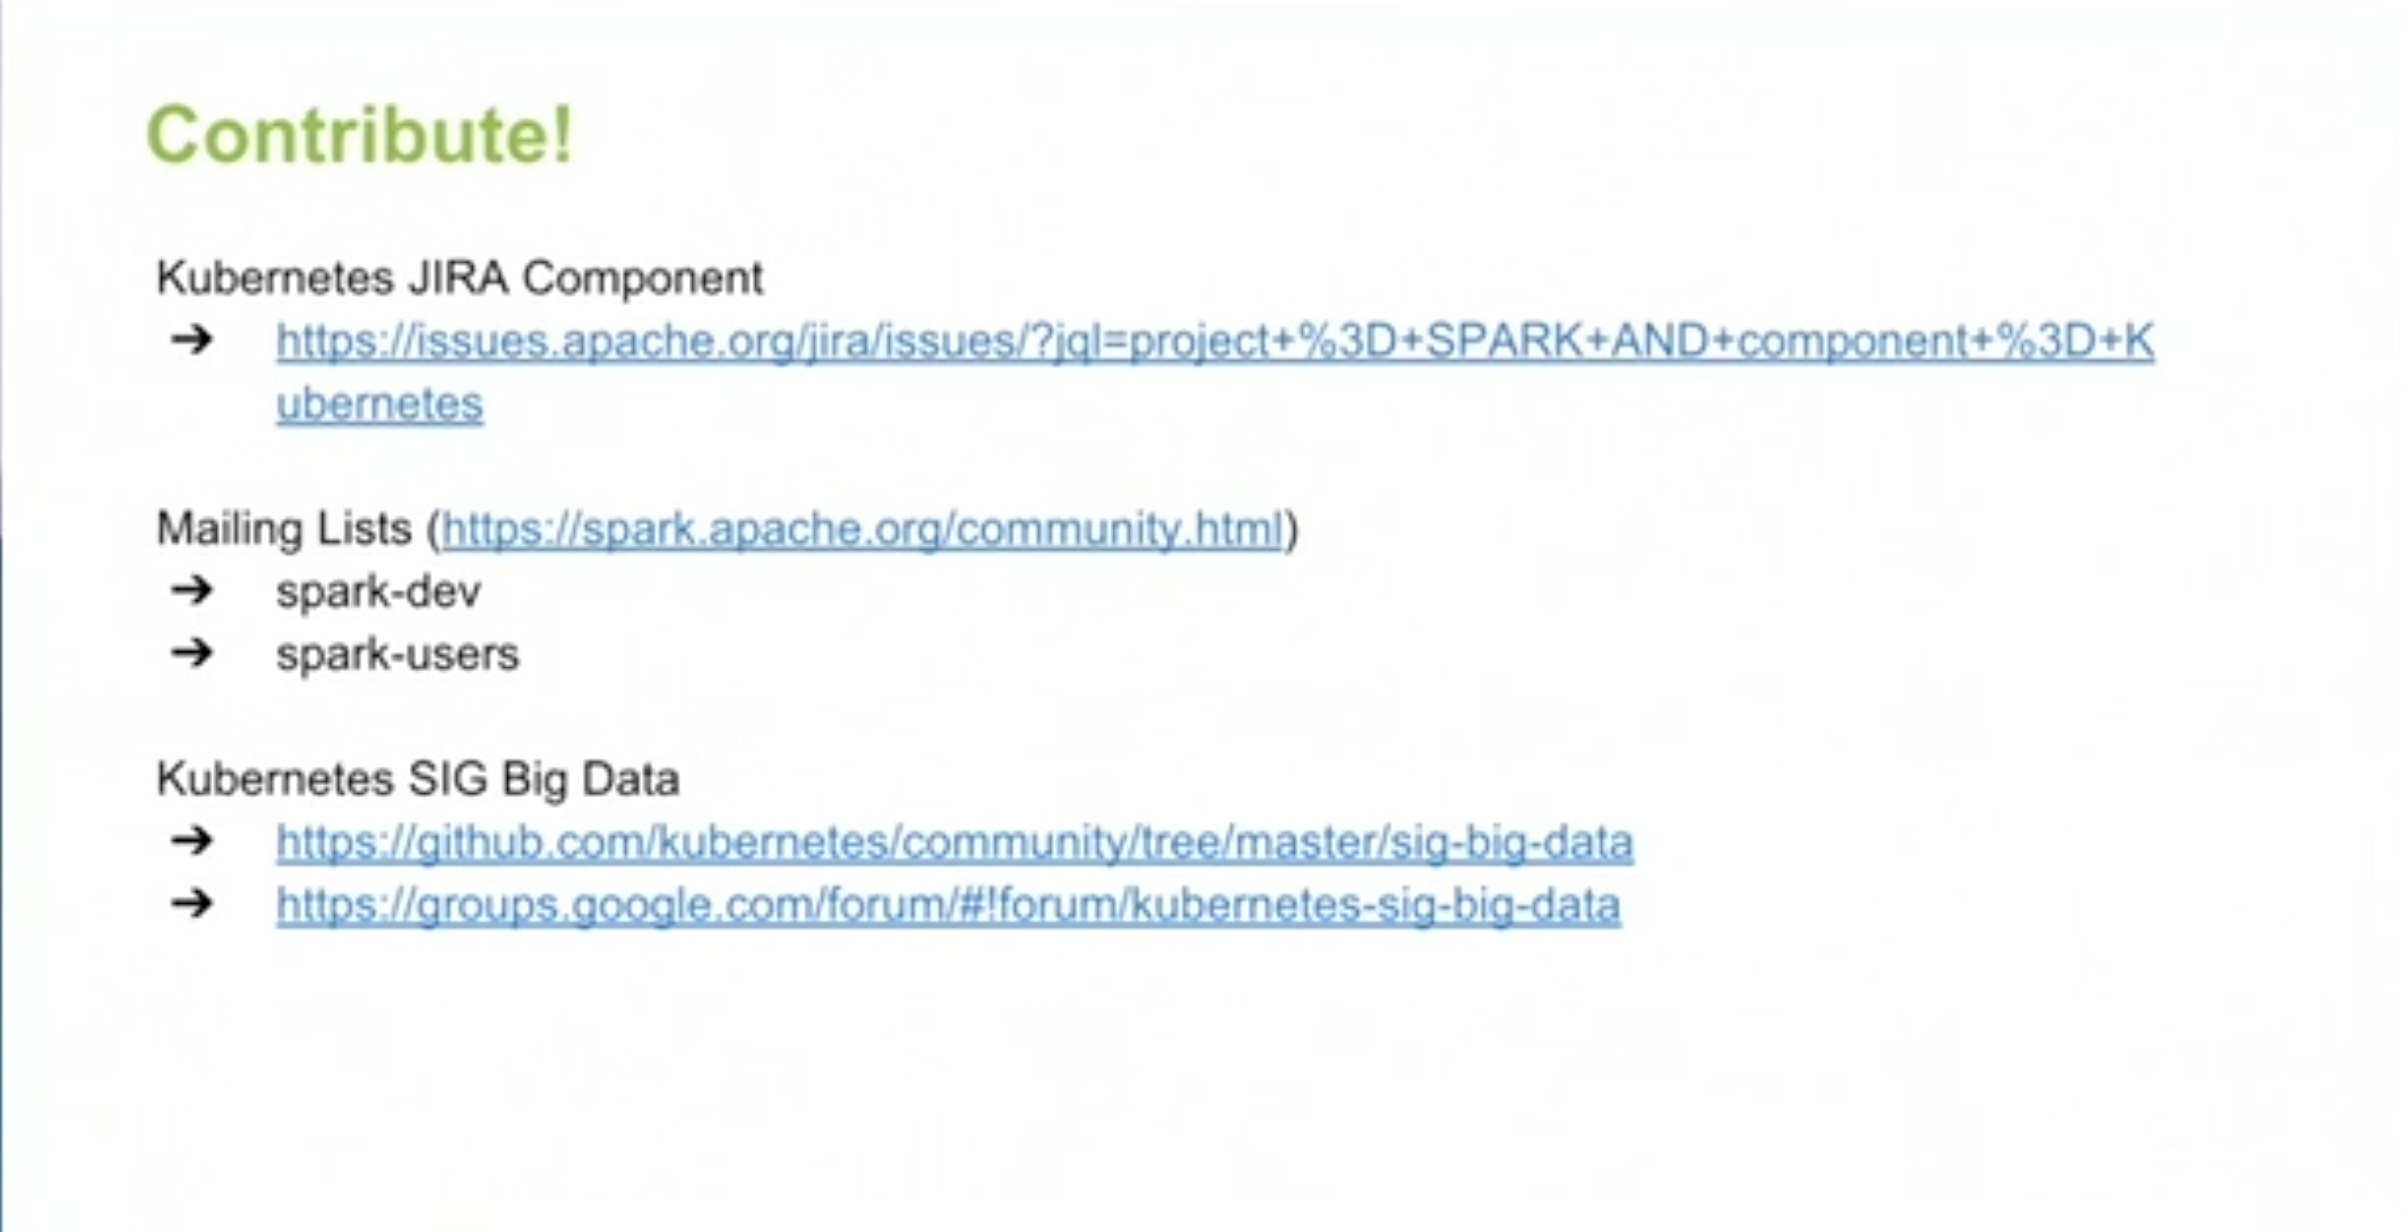 Contribute!
Kubernetes JIRA Component
➔ https://issues.apache.org/jira/issues/?jql=project+%3D+SPARK+AND+component+%3D+K
ubernetes
Mailing Lists (https://spark.apache.org/community.html)
➔ spark-dev
➔ spark-users
Kubernetes SIG Big Data
➔ https://github.com/kubernetes/community/tree/master/sig-big-data
➔ https://groups.google.com/forum/#!forum/kubernetes-sig-big-data